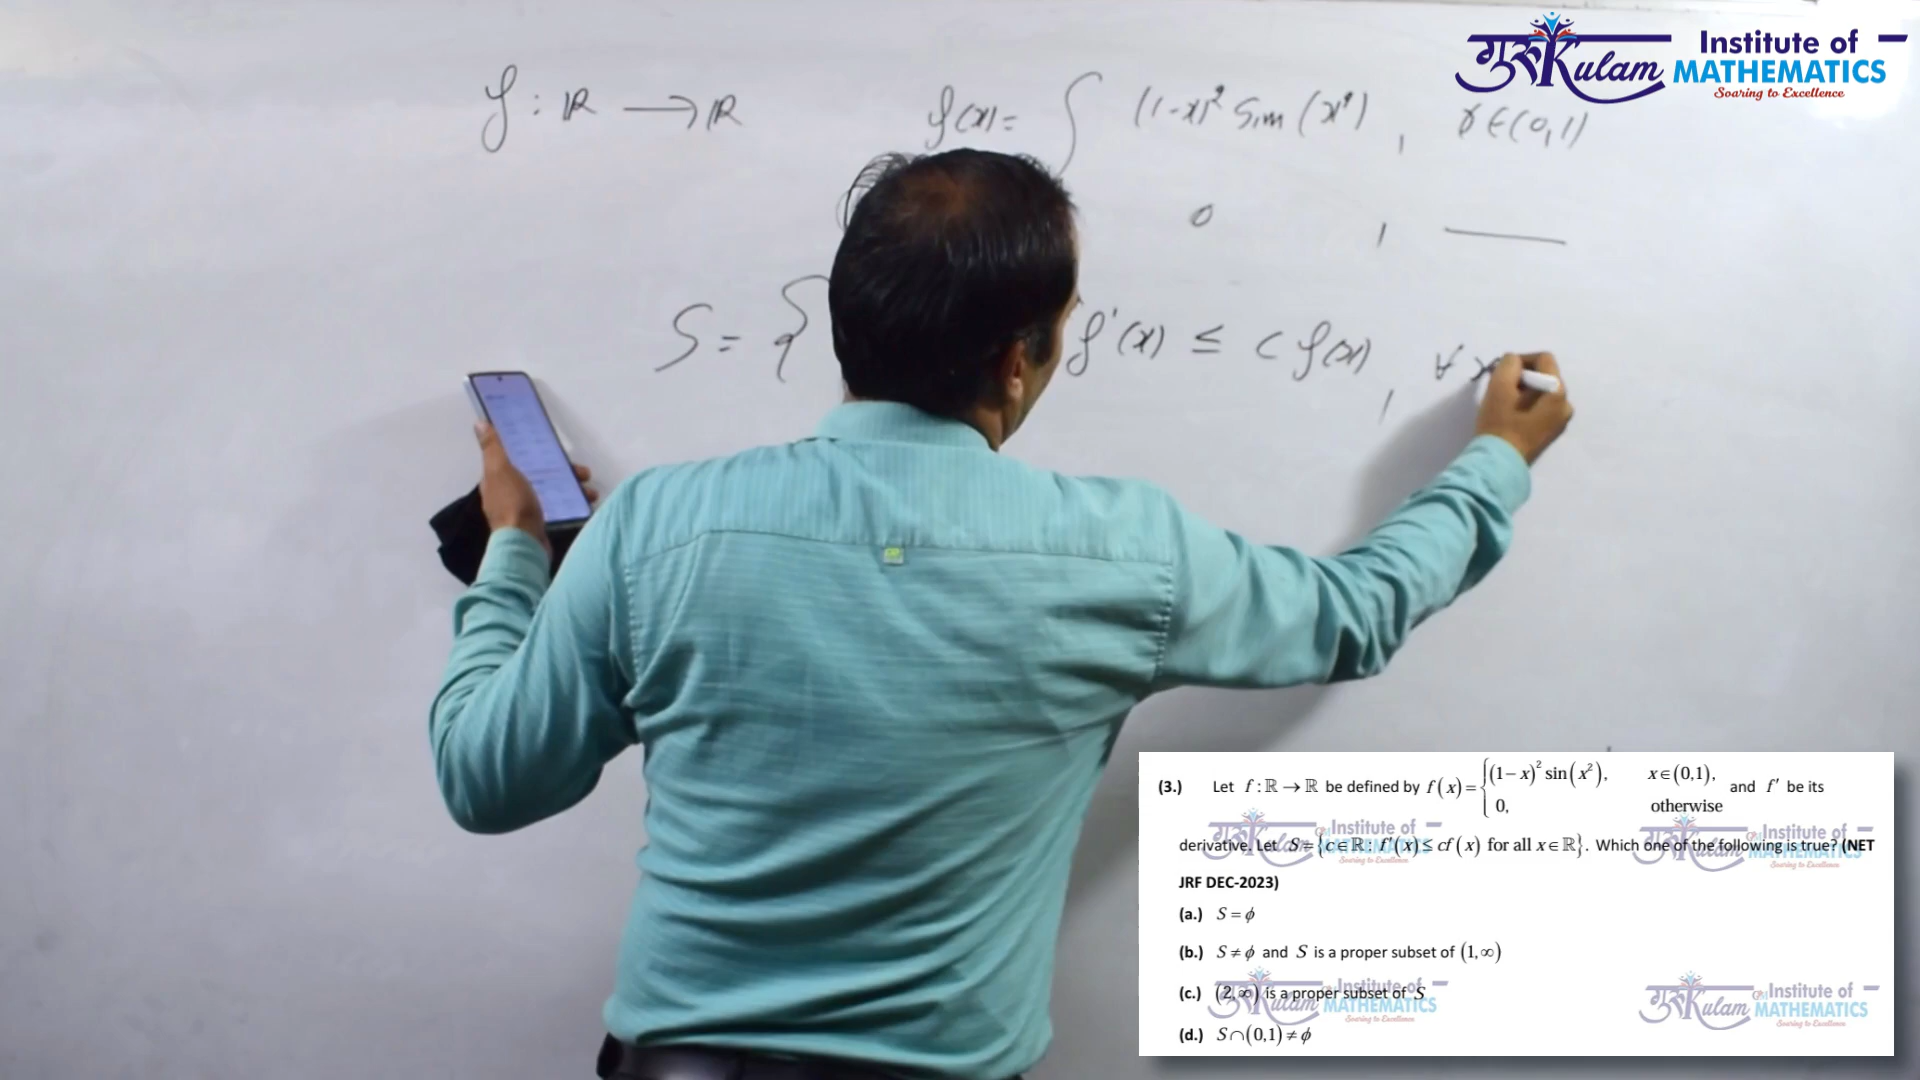 गुरुKulam Institute of MATHEMATICS
Soaring to Excellence
f : ℝ → ℝ f(x) = { (1-x)² Sin (x²) , x ∈ (0,1)
0 , —
S = { f'(x) ≤ c f(x) , ∀ x
(3.) Let f : ℝ → ℝ be defined by f(x) = { (1−x)² sin(x²), x ∈ (0,1), and f′ be its
0, otherwise
derivative. Let S = {c ∈ ℝ : f′(x) ≤ cf(x) for all x ∈ ℝ}. Which one of the following is true? (NET
JRF DEC-2023)
(a.) S = ϕ
(b.) S ≠ ϕ and S is a proper subset of (1,∞)
(c.) (2,∞) is a proper subset of S
(d.) S∩(0,1) ≠ ϕ